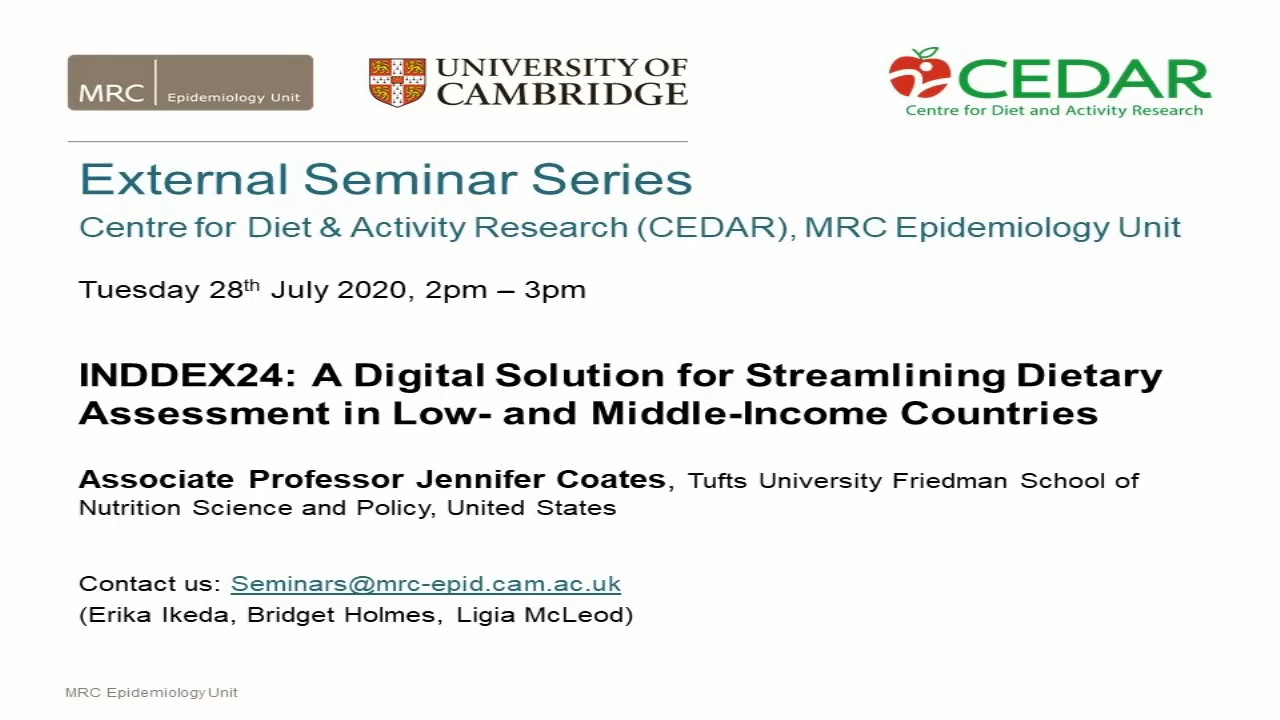 MRC Epidemiology Unit
UNIVERSITY OF
CAMBRIDGE
CEDAR
Centre for Diet and Activity Research
External Seminar Series
Centre for Diet & Activity Research (CEDAR), MRC Epidemiology Unit
Tuesday 28th July 2020, 2pm – 3pm
INDDEX24: A Digital Solution for Streamlining Dietary
Assessment in Low- and Middle-Income Countries
Associate Professor Jennifer Coates, Tufts University Friedman School of
Nutrition Science and Policy, United States
Contact us: Seminars@mrc-epid.cam.ac.uk
(Erika Ikeda, Bridget Holmes, Ligia McLeod)
MRC Epidemiology Unit